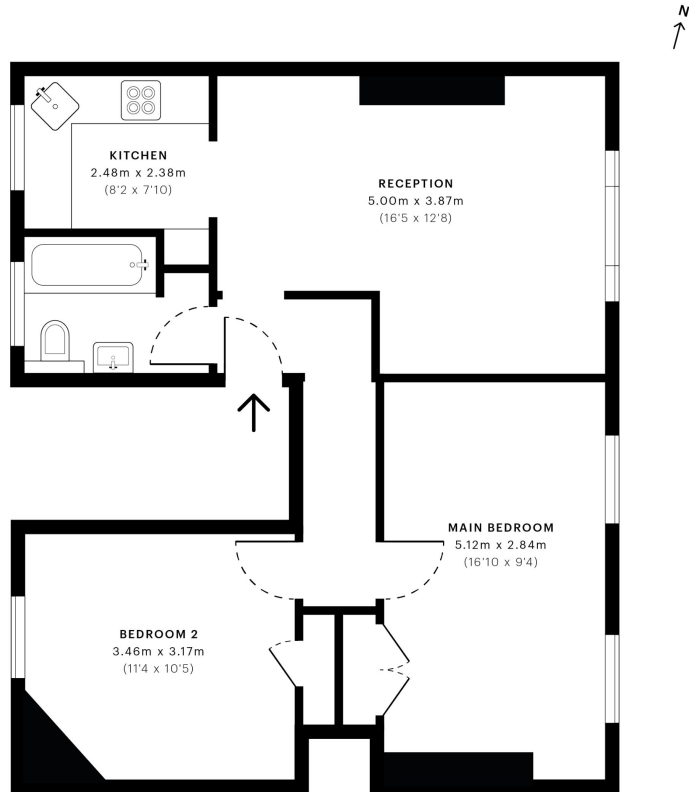 N
KITCHEN
2.48m x 2.38m
(8'2 x 7'10)
RECEPTION
5.00m x 3.87m
(16'5 x 12'8)
MAIN BEDROOM
5.12m x 2.84m
(16'10 x 9'4)
BEDROOM 2
3.46m x 3.17m
(11'4 x 10'5)